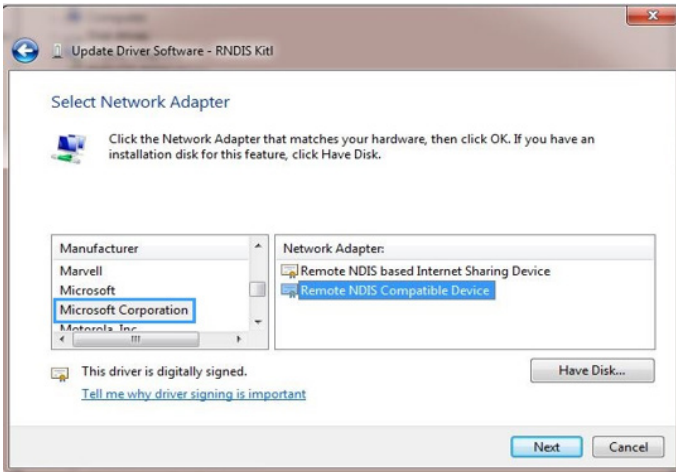 Update Driver Software - RNDIS Kitl
Select Network Adapter
Click the Network Adapter that matches your hardware, then click OK. If you have an
installation disk for this feature, click Have Disk.
Manufacturer
Marvell
Microsoft
Microsoft Corporation
Motorola, Inc.
Network Adapter:
Remote NDIS based Internet Sharing Device
Remote NDIS Compatible Device
This driver is digitally signed.
Tell me why driver signing is important
Have Disk...
Next
Cancel